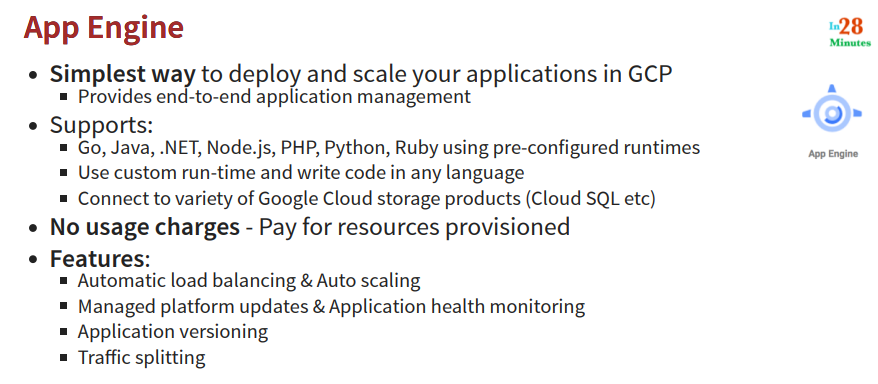 App Engine
In28
Minutes
Simplest way to deploy and scale your applications in GCP
Provides end-to-end application management
Supports:
Go, Java, .NET, Node.js, PHP, Python, Ruby using pre-configured runtimes
Use custom run-time and write code in any language
Connect to variety of Google Cloud storage products (Cloud SQL etc)
No usage charges - Pay for resources provisioned
Features:
Automatic load balancing & Auto scaling
Managed platform updates & Application health monitoring
Application versioning
Traffic splitting
App Engine